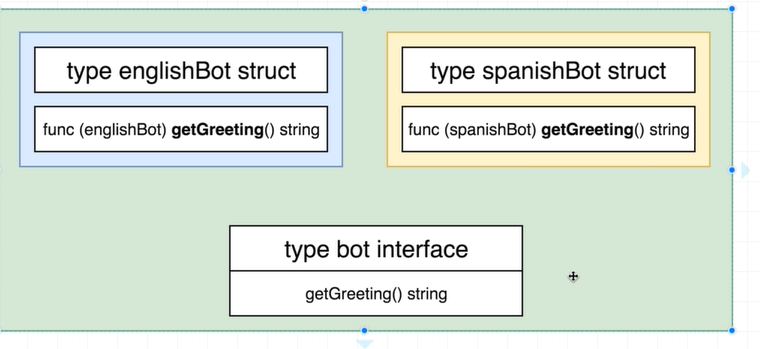 type englishBot struct
func (englishBot) getGreeting() string
type spanishBot struct
func (spanishBot) getGreeting() string
type bot interface
getGreeting() string